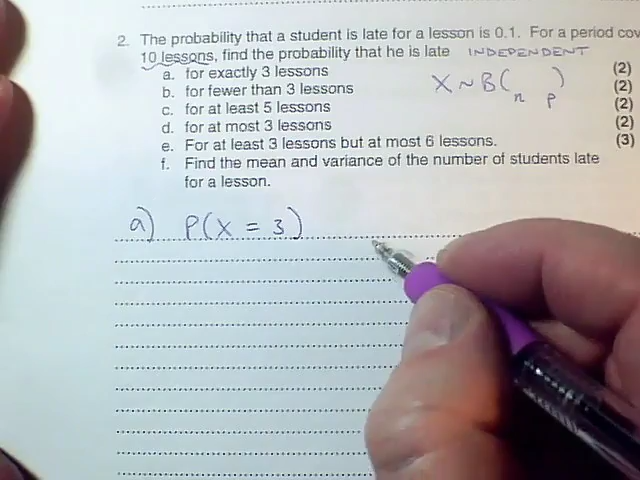 2. The probability that a student is late for a lesson is 0.1. For a period cov
10 lessons, find the probability that he is late INDEPENDENT
a. for exactly 3 lessons (2)
b. for fewer than 3 lessons (2)
c. for at least 5 lessons (2)
d. for at most 3 lessons (2)
e. For at least 3 lessons but at most 6 lessons. (3)
f. Find the mean and variance of the number of students late
for a lesson.
X ~ B( n p )
a) P(X = 3)